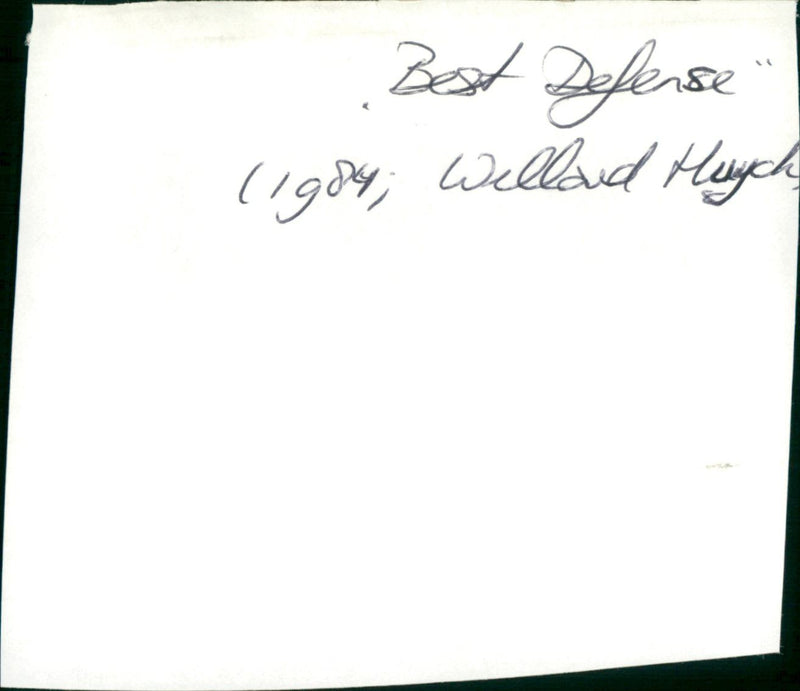 "Best Defense"
(1984; Willard Huyck